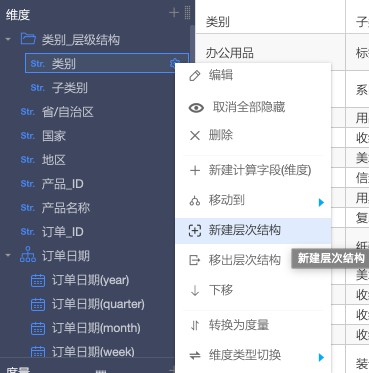 维度
类别_层级结构
Str. 类别
Str. 子类别
Str. 省/自治区
Str. 国家
Str. 地区
Str. 产品_ID
Str. 产品名称
Str. 订单_ID
订单日期
订单日期(year)
订单日期(quarter)
订单日期(month)
订单日期(week)
类别
子
办公用品
标
系
用
收
美
信
用
复
美
收
收
收
装
编辑
取消全部隐藏
删除
新建计算字段(维度)
移动到
新建层次结构
移出层次结构
新建层次结构
下移
转换为度量
维度类型切换